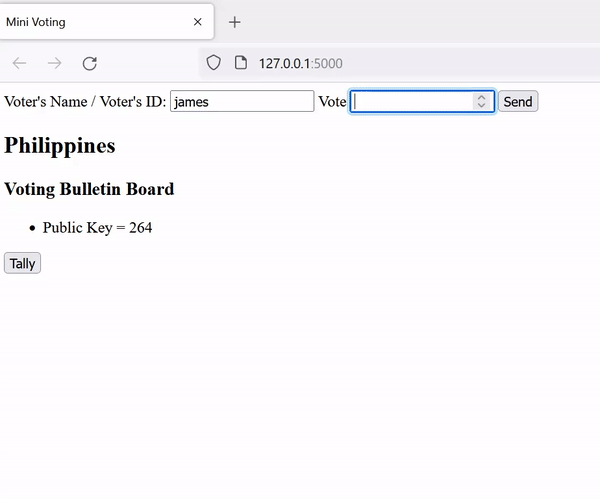 Mini Voting
127.0.0.1:5000
Voter's Name / Voter's ID: james Vote Send
Philippines
Voting Bulletin Board
• Public Key = 264
Tally